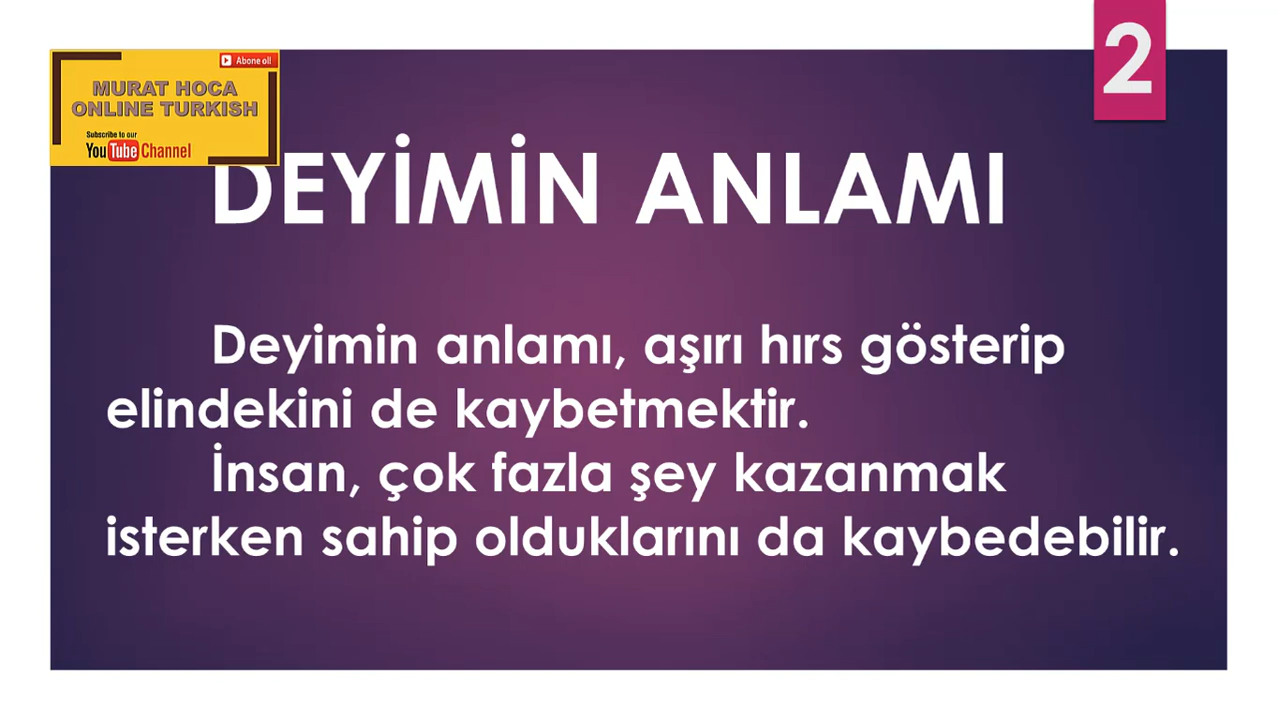 2
Abone oll
MURAT HOCA
ONLINE TURKISH
Subscribe to our
YouTube Channel
DEYİMİN ANLAMI
Deyimin anlamı, aşırı hırs gösterip
elindekini de kaybetmektir.
İnsan, çok fazla şey kazanmak
isterken sahip olduklarını da kaybedebilir.